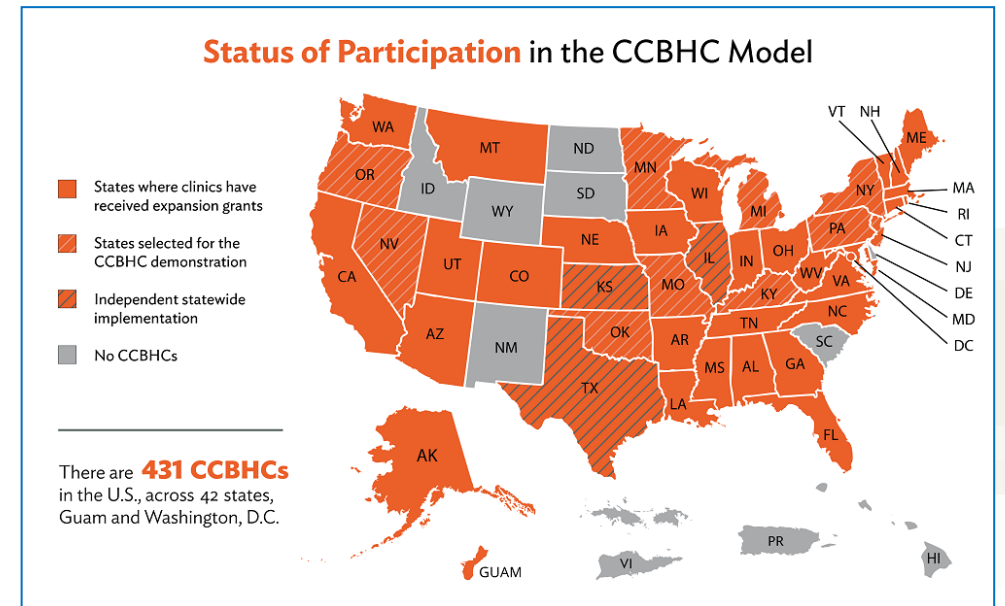 Status of Participation in the CCBHC Model
States where clinics have
received expansion grants
States selected for the
CCBHC demonstration
Independent statewide
implementation
No CCBHCs
There are 431 CCBHCs
in the U.S., across 42 states,
Guam and Washington, D.C.
VT NH
WA
MT
ND
MN
ME
OR
ID
SD
WI
NY
MA
WY
MI
RI
NV
NE
IA
PA
CT
CA
UT
CO
KS
MO
IL
IN
OH
WV
VA
NJ
KY
DE
AZ
NM
OK
AR
TN
NC
MD
SC
DC
TX
LA
MS
AL
GA
FL
AK
GUAM
VI
PR
HI